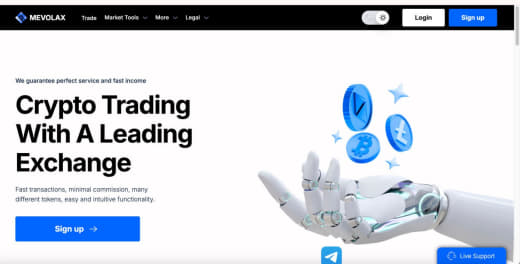 MEVOLAX
Trade
Market Tools
More
Legal
Login
Sign up
We guarantee perfect service and fast income
Crypto Trading
With A Leading
Exchange
Fast transactions, minimal commission, many
different tokens, easy and intuitive functionality.
Sign up
Live Support